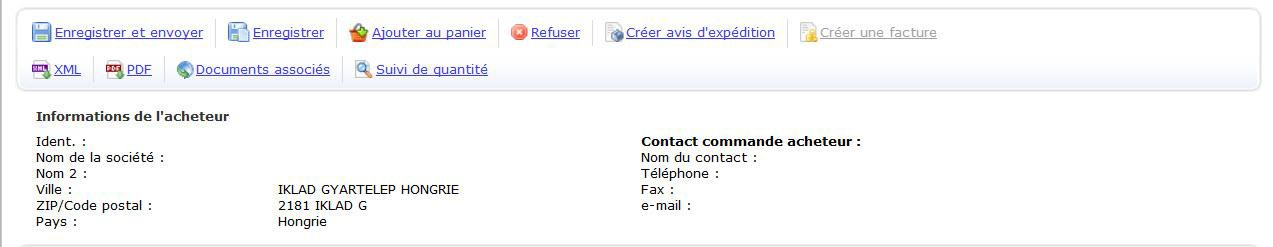 Enregistrer et envoyer Enregistrer Ajouter au panier Refuser Créer avis d'expédition Créer une facture
XML PDF Documents associés Suivi de quantité
Informations de l'acheteur
Ident. :
Nom de la société :
Nom 2 :
Ville : IKLAD GYARTELEP HONGRIE
ZIP/Code postal : 2181 IKLAD G
Pays : Hongrie
Contact commande acheteur :
Nom du contact :
Téléphone :
Fax :
e-mail :